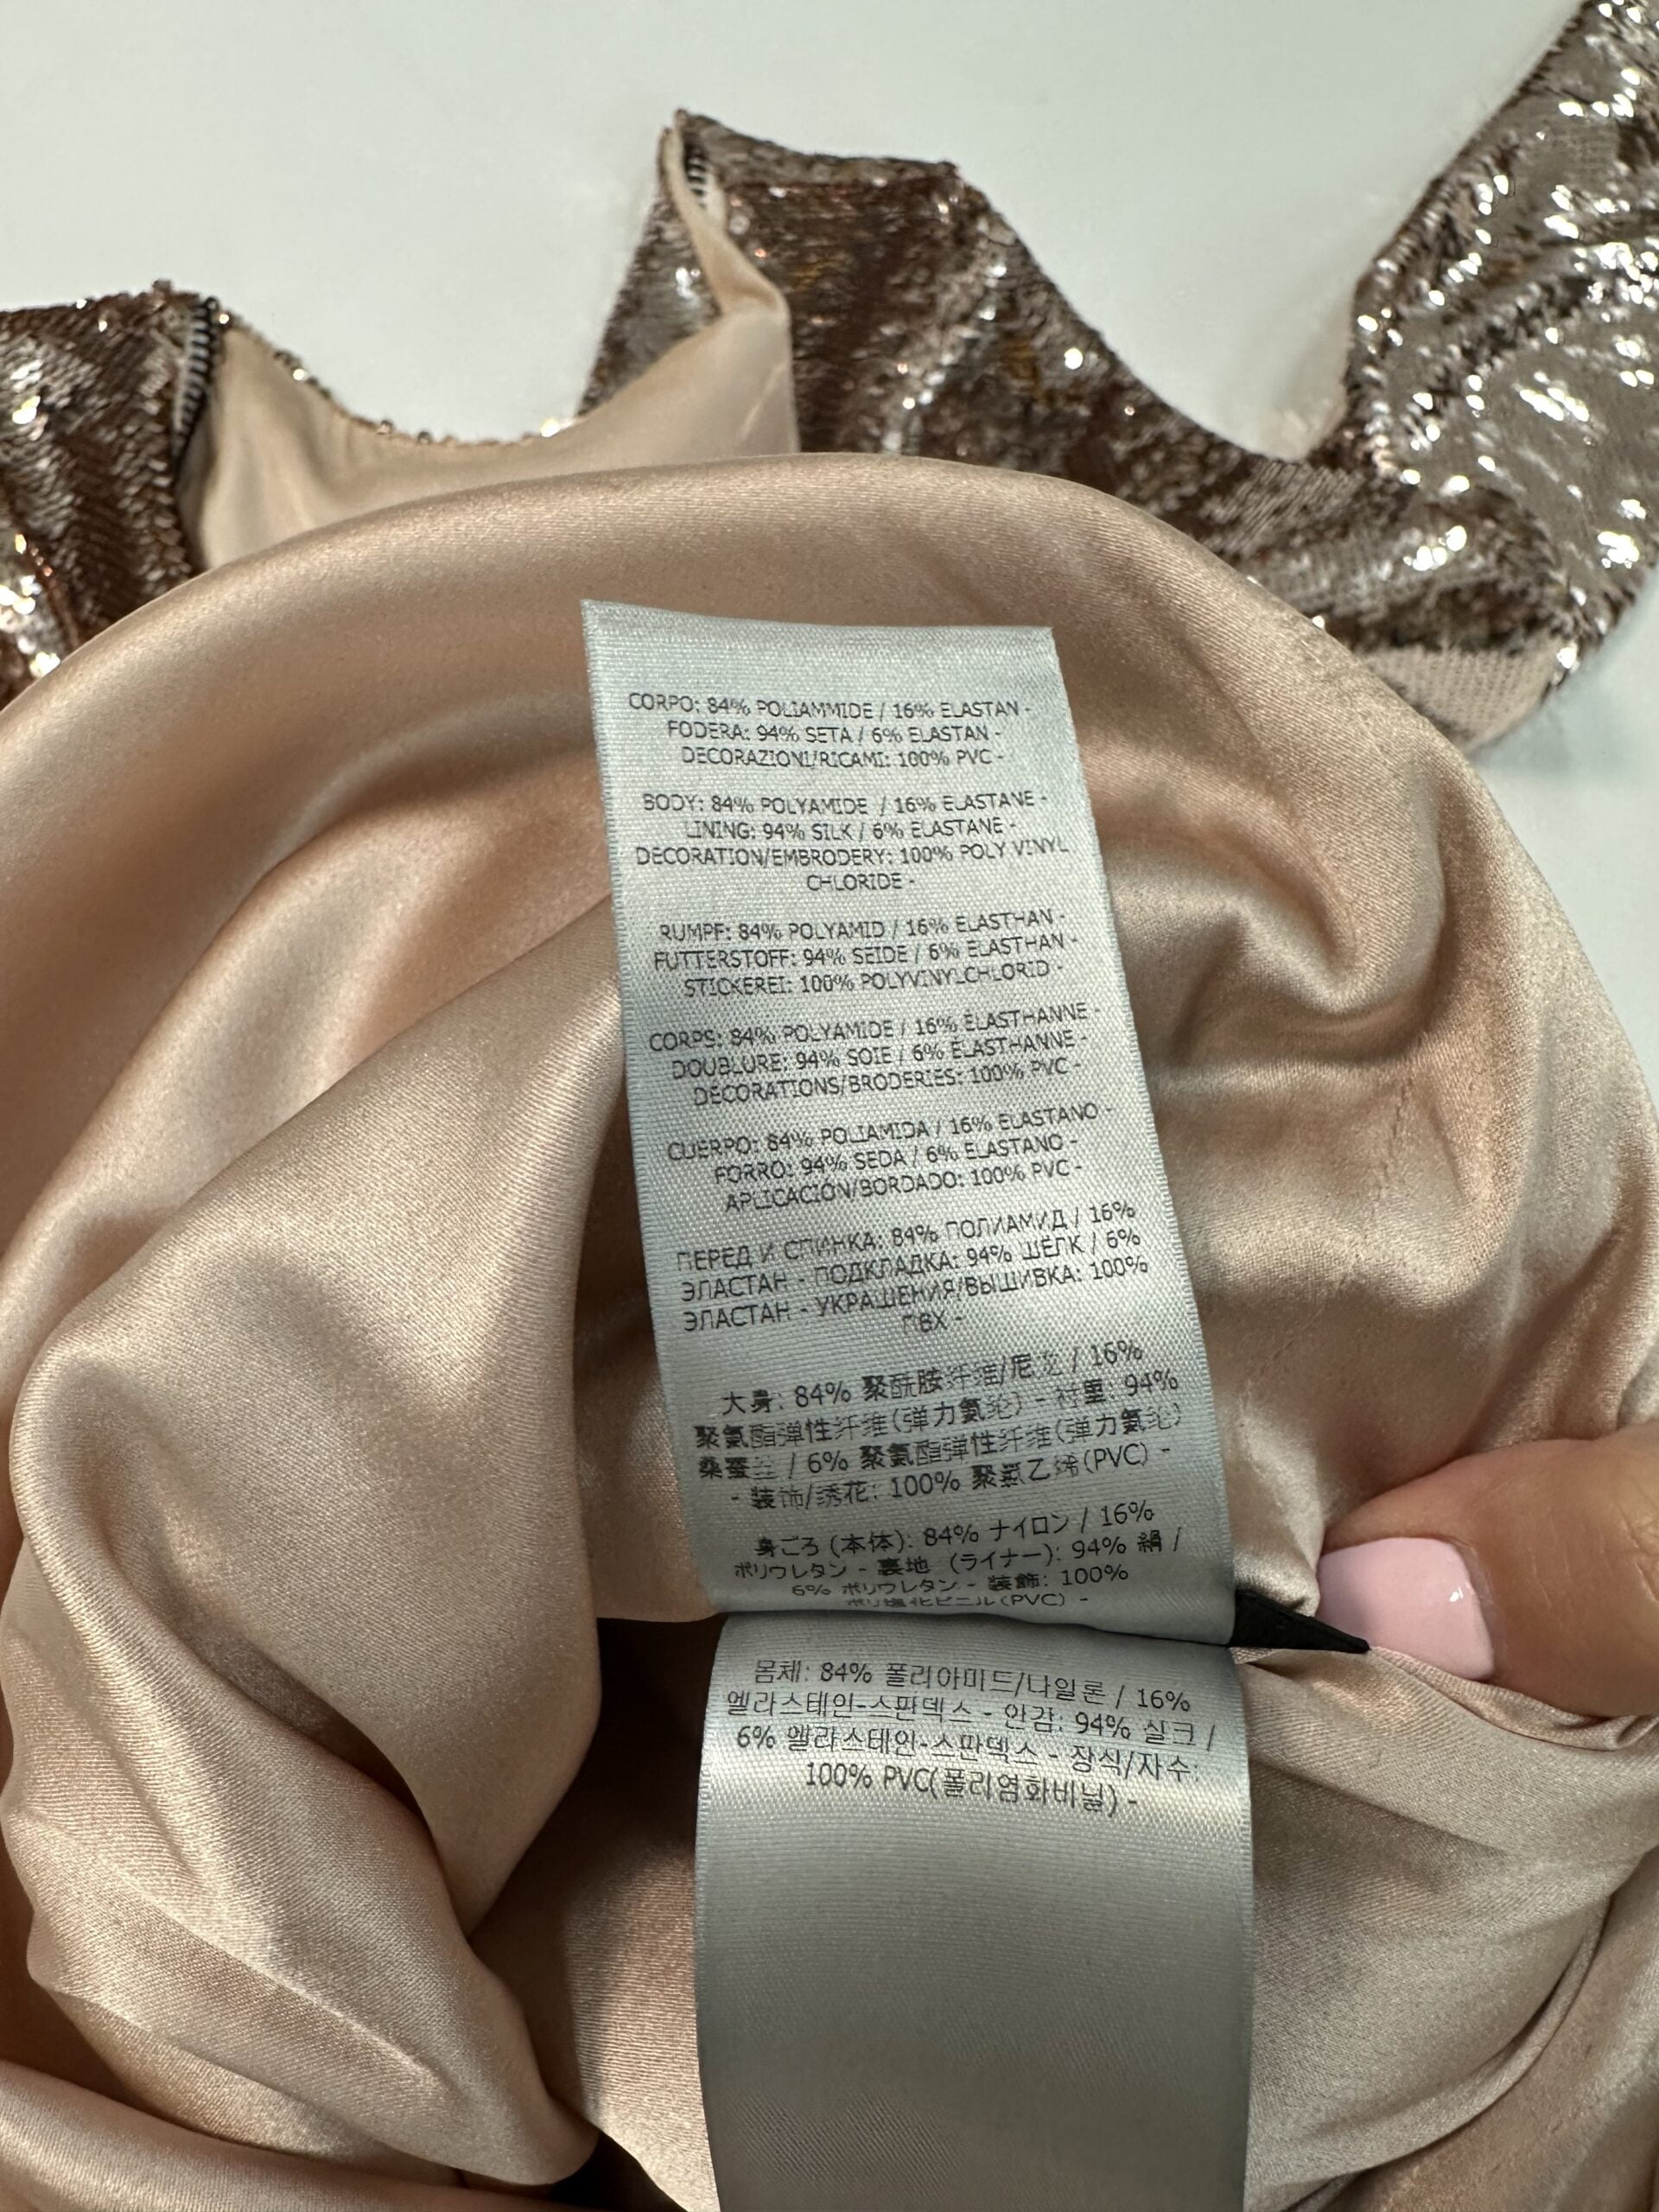 CORPO: 84% POLIAMMIDE / 16% ELASTAN -
FODERA: 94% SETA / 6% ELASTAN -
DECORAZIONI/RICAMI: 100% PVC -
BODY: 84% POLYAMIDE / 16% ELASTANE -
LINING: 94% SILK / 6% ELASTANE -
DECORATION/EMBRODERY: 100% POLY VINYL
CHLORIDE -
RUMPF: 84% POLYAMID / 16% ELASTHAN -
FUTTERSTOFF: 94% SEIDE / 6% ELASTHAN -
STICKEREI: 100% POLYVINYLCHLORID -
CORPS: 84% POLYAMIDE / 16% ÉLASTHANNE -
DOUBLURE: 94% SOIE / 6% ÉLASTHANNE -
DÉCORATIONS/BRODERIES: 100% PVC -
CUERPO: 84% POLIAMIDA / 16% ELASTANO -
FORRO: 94% SEDA / 6% ELASTANO -
APLICACIÓN/BORDADO: 100% PVC -
ПЕРЕД И СПИНКА: 84% ПОЛИАМИД / 16%
ЭЛАСТАН - ПОДКЛАДКА: 94% ШЕЛК / 6%
ЭЛАСТАН - УКРАШЕНИЯ/ВЫШИВКА: 100%
ПВХ -
大身: 84% 聚酰胺纤维/尼龙 / 16%
聚氨酯弹性纤维(弹力氨纶) - 衬里: 94%
桑蚕丝 / 6% 聚氨酯弹性纤维(弹力氨纶)
- 装饰/绣花: 100% 聚氯乙烯(PVC) -
身ごろ (本体): 84% ナイロン / 16%
ポリウレタン - 裏地 (ライナー): 94% 絹 /
6% ポリウレタン - 装飾: 100%
ポリ塩化ビニル(PVC) -
몸체: 84% 폴리아미드/나일론 / 16%
엘라스테인-스판덱스 - 안감: 94% 실크 /
6% 엘라스테인-스판덱스 - 장식/자수:
100% PVC(폴리염화비닐) -